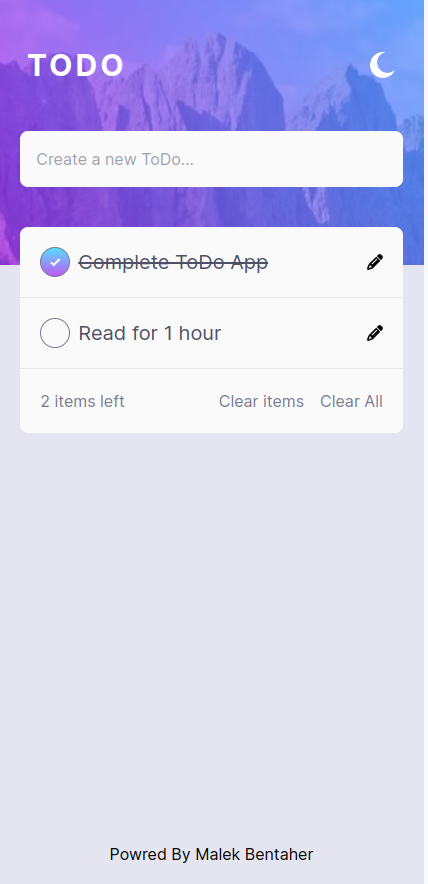 TODO
Create a new ToDo...
Complete ToDo App
Read for 1 hour
2 items left Clear items Clear All
Powred By Malek Bentaher